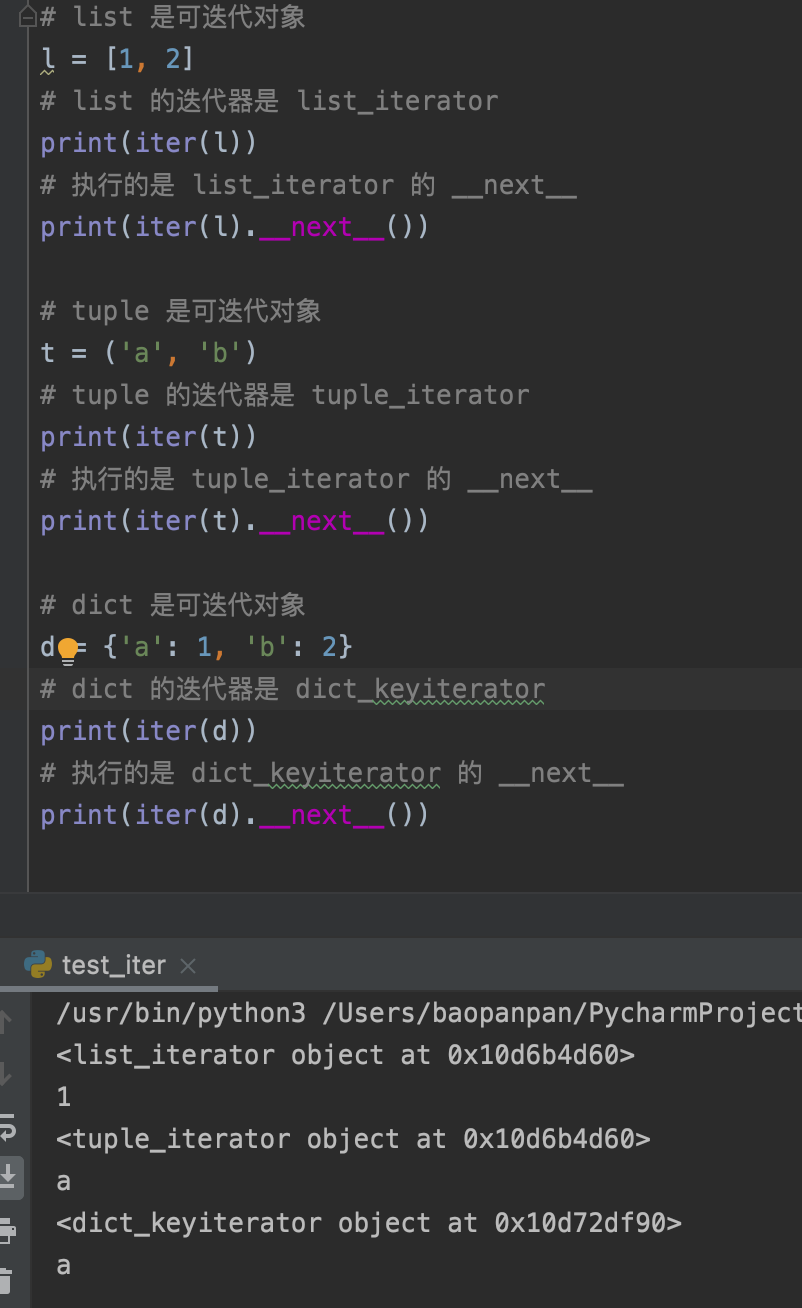 # list 是可迭代对象
l = [1, 2]
# list 的迭代器是 list_iterator
print(iter(l))
# 执行的是 list_iterator 的 __next__
print(iter(l).__next__())
# tuple 是可迭代对象
t = ('a', 'b')
# tuple 的迭代器是 tuple_iterator
print(iter(t))
# 执行的是 tuple_iterator 的 __next__
print(iter(t).__next__())
# dict 是可迭代对象
d = {'a': 1, 'b': 2}
# dict 的迭代器是 dict_keyiterator
print(iter(d))
# 执行的是 dict_keyiterator 的 __next__
print(iter(d).__next__())
test_iter
/usr/bin/python3 /Users/baopanpan/PycharmProject
<list_iterator object at 0x10d6b4d60>
1
<tuple_iterator object at 0x10d6b4d60>
a
<dict_keyiterator object at 0x10d72df90>
a